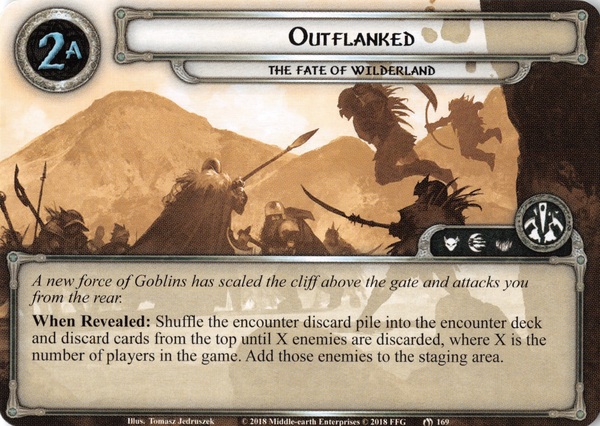 2A
OUTFLANKED
THE FATE OF WILDERLAND
A new force of Goblins has scaled the cliff above the gate and attacks you
from the rear.
When Revealed: Shuffle the encounter discard pile into the encounter deck
and discard cards from the top until X enemies are discarded, where X is the
number of players in the game. Add those enemies to the staging area.
Illus. Tomasz Jedruszek © 2018 Middle-earth Enterprises © 2018 FFG 169